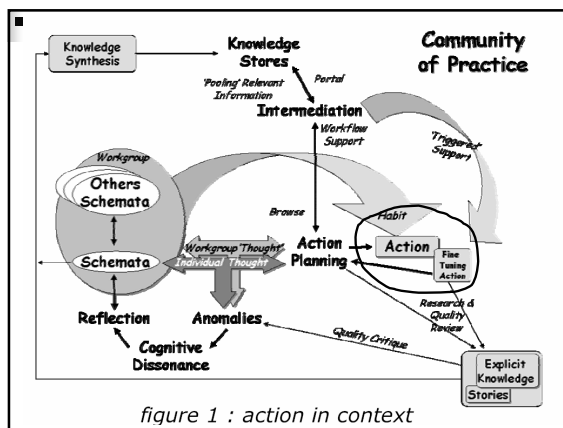 Knowledge
Synthesis
Knowledge
Stores
Community
of Practice
'Pooling' Relevant
Information
Portal
Intermediation
Workflow
Support
'Triggered'
Support
Workgroup
Others
Schemata
Browse
Habit
Workgroup 'Thought'
Individual Thought
Action
Planning
Action
Fine
Tuning
Action
Schemata
Reflection
Anomalies
Cognitive
Dissonance
Quality Critique
Research &
Quality
Review
Explicit
Knowledge
Stories
figure 1 : action in context